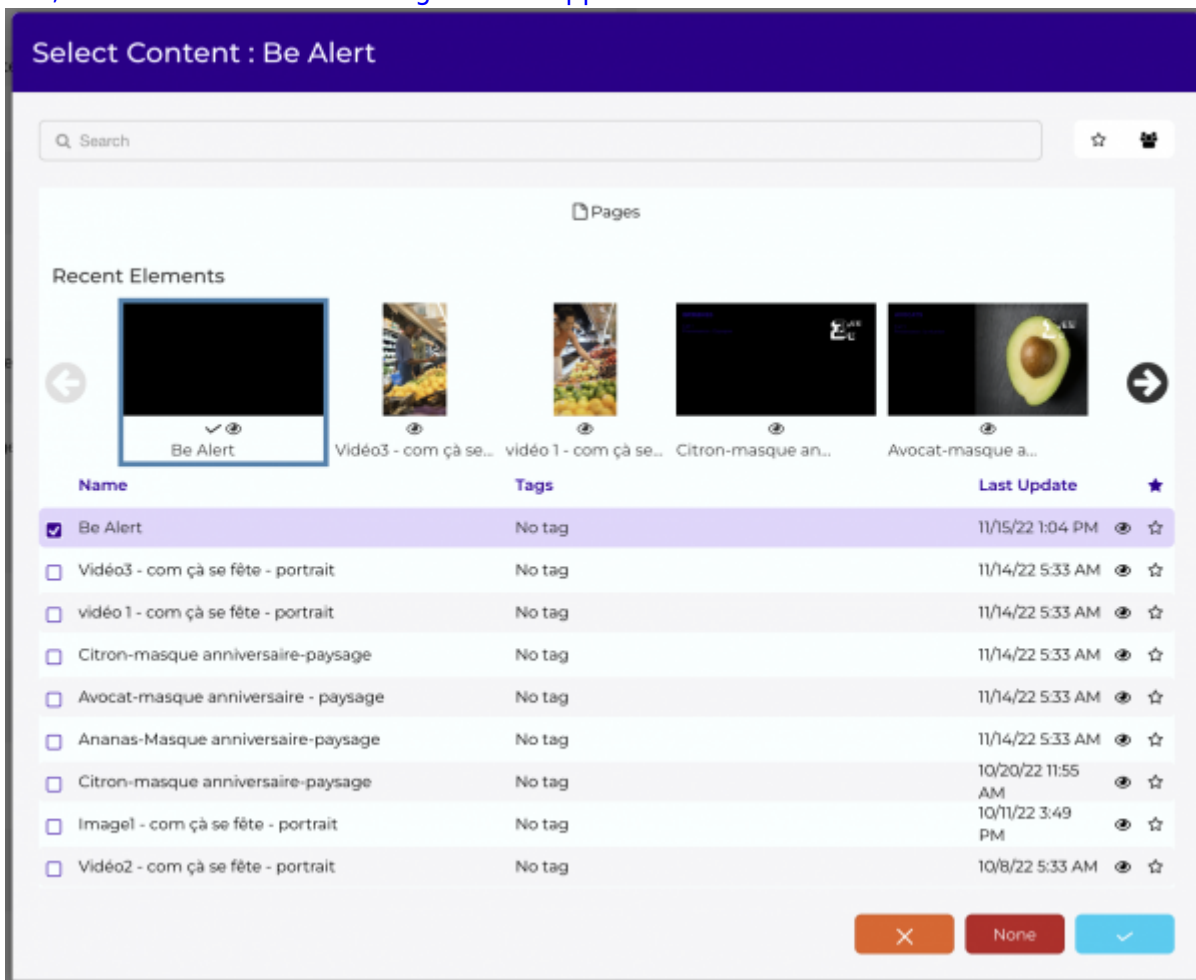 Select Content : Be Alert
Search
Pages
Recent Elements
Be Alert
Vidéo3 - com çà se...
vidéo 1 - com çà se...
Citron-masque an...
Avocat-masque a...
Name Tags Last Update
Be Alert No tag 11/15/22 1:04 PM
Vidéo3 - com çà se fête - portrait No tag 11/14/22 5:33 AM
vidéo 1 - com çà se fête - portrait No tag 11/14/22 5:33 AM
Citron-masque anniversaire-paysage No tag 11/14/22 5:33 AM
Avocat-masque anniversaire - paysage No tag 11/14/22 5:33 AM
Ananas-Masque anniversaire-paysage No tag 11/14/22 5:33 AM
Citron-masque anniversaire-paysage No tag 10/20/22 11:55
AM
Image1 - com çà se fête - portrait No tag 10/11/22 3:49
PM
Vidéo2 - com çà se fête - portrait No tag 10/8/22 5:33 AM
None